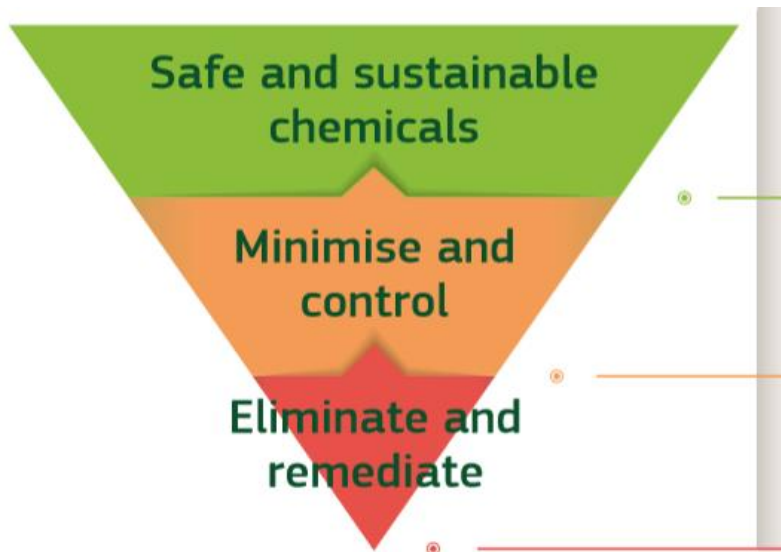 Safe and sustainable
chemicals
Minimise and
control
Eliminate and
remediate